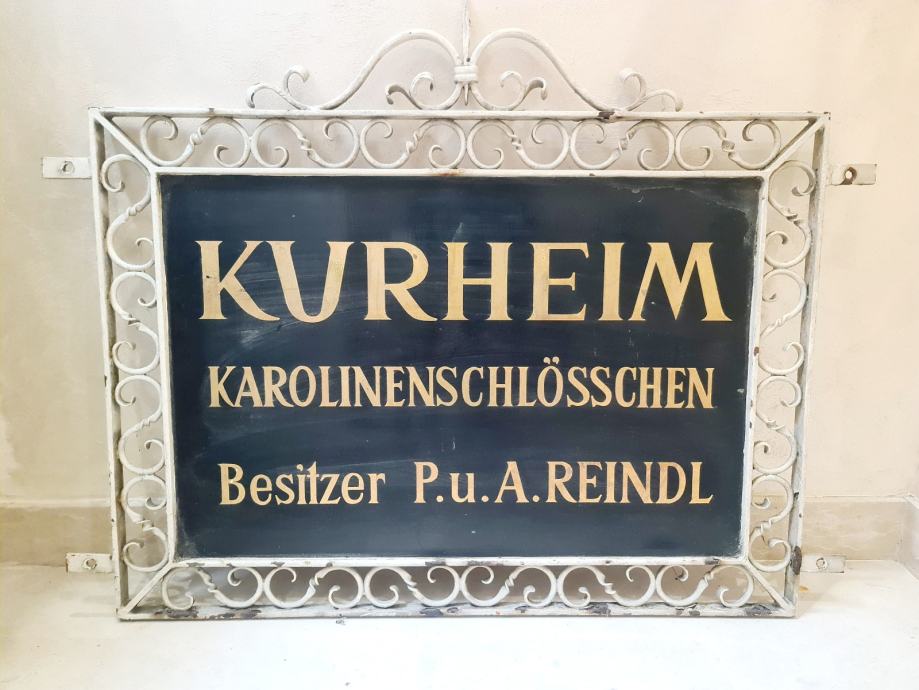 KURHEIM
KAROLINENSCHLÖSSCHEN
Besitzer P.u.A.REINDL